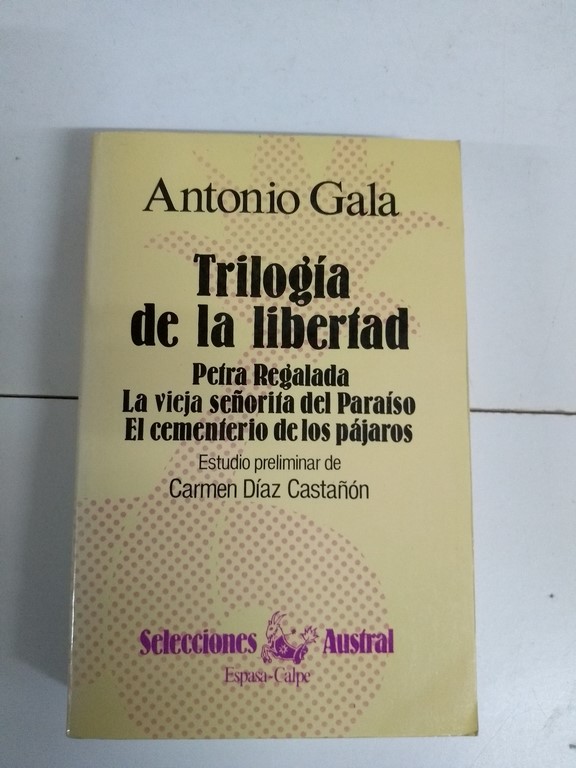 Antonio Gala
Trilogía
de la libertad
Petra Regalada
La vieja señorita del Paraíso
El cementerio de los pájaros
Estudio preliminar de
Carmen Díaz Castañón
Selecciones Austral
Espasa-Calpe